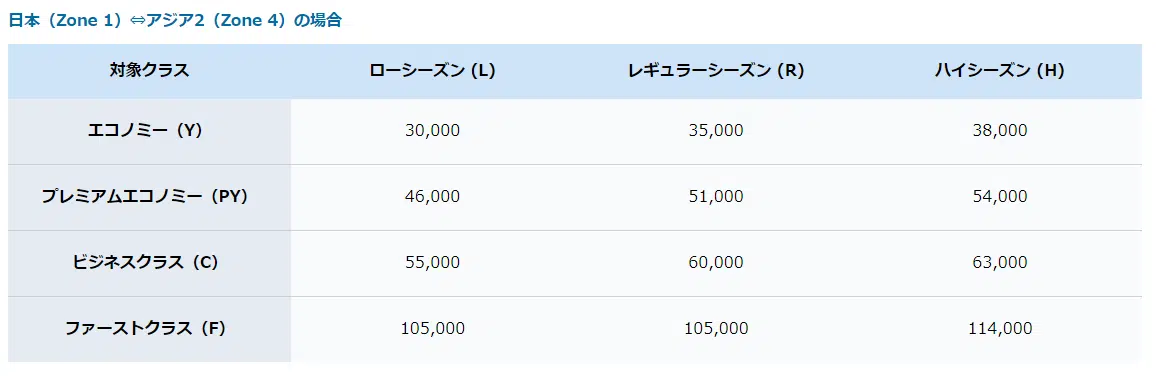 日本（Zone 1）⇔アジア2（Zone 4）の場合
対象クラス ローシーズン (L) レギュラーシーズン (R) ハイシーズン (H)
エコノミー（Y） 30,000 35,000 38,000
プレミアムエコノミー（PY） 46,000 51,000 54,000
ビジネスクラス（C） 55,000 60,000 63,000
ファーストクラス（F） 105,000 105,000 114,000